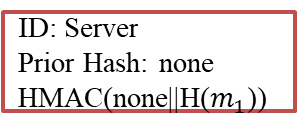 ID: Server
Prior Hash: none
HMAC(none||H(m₁))